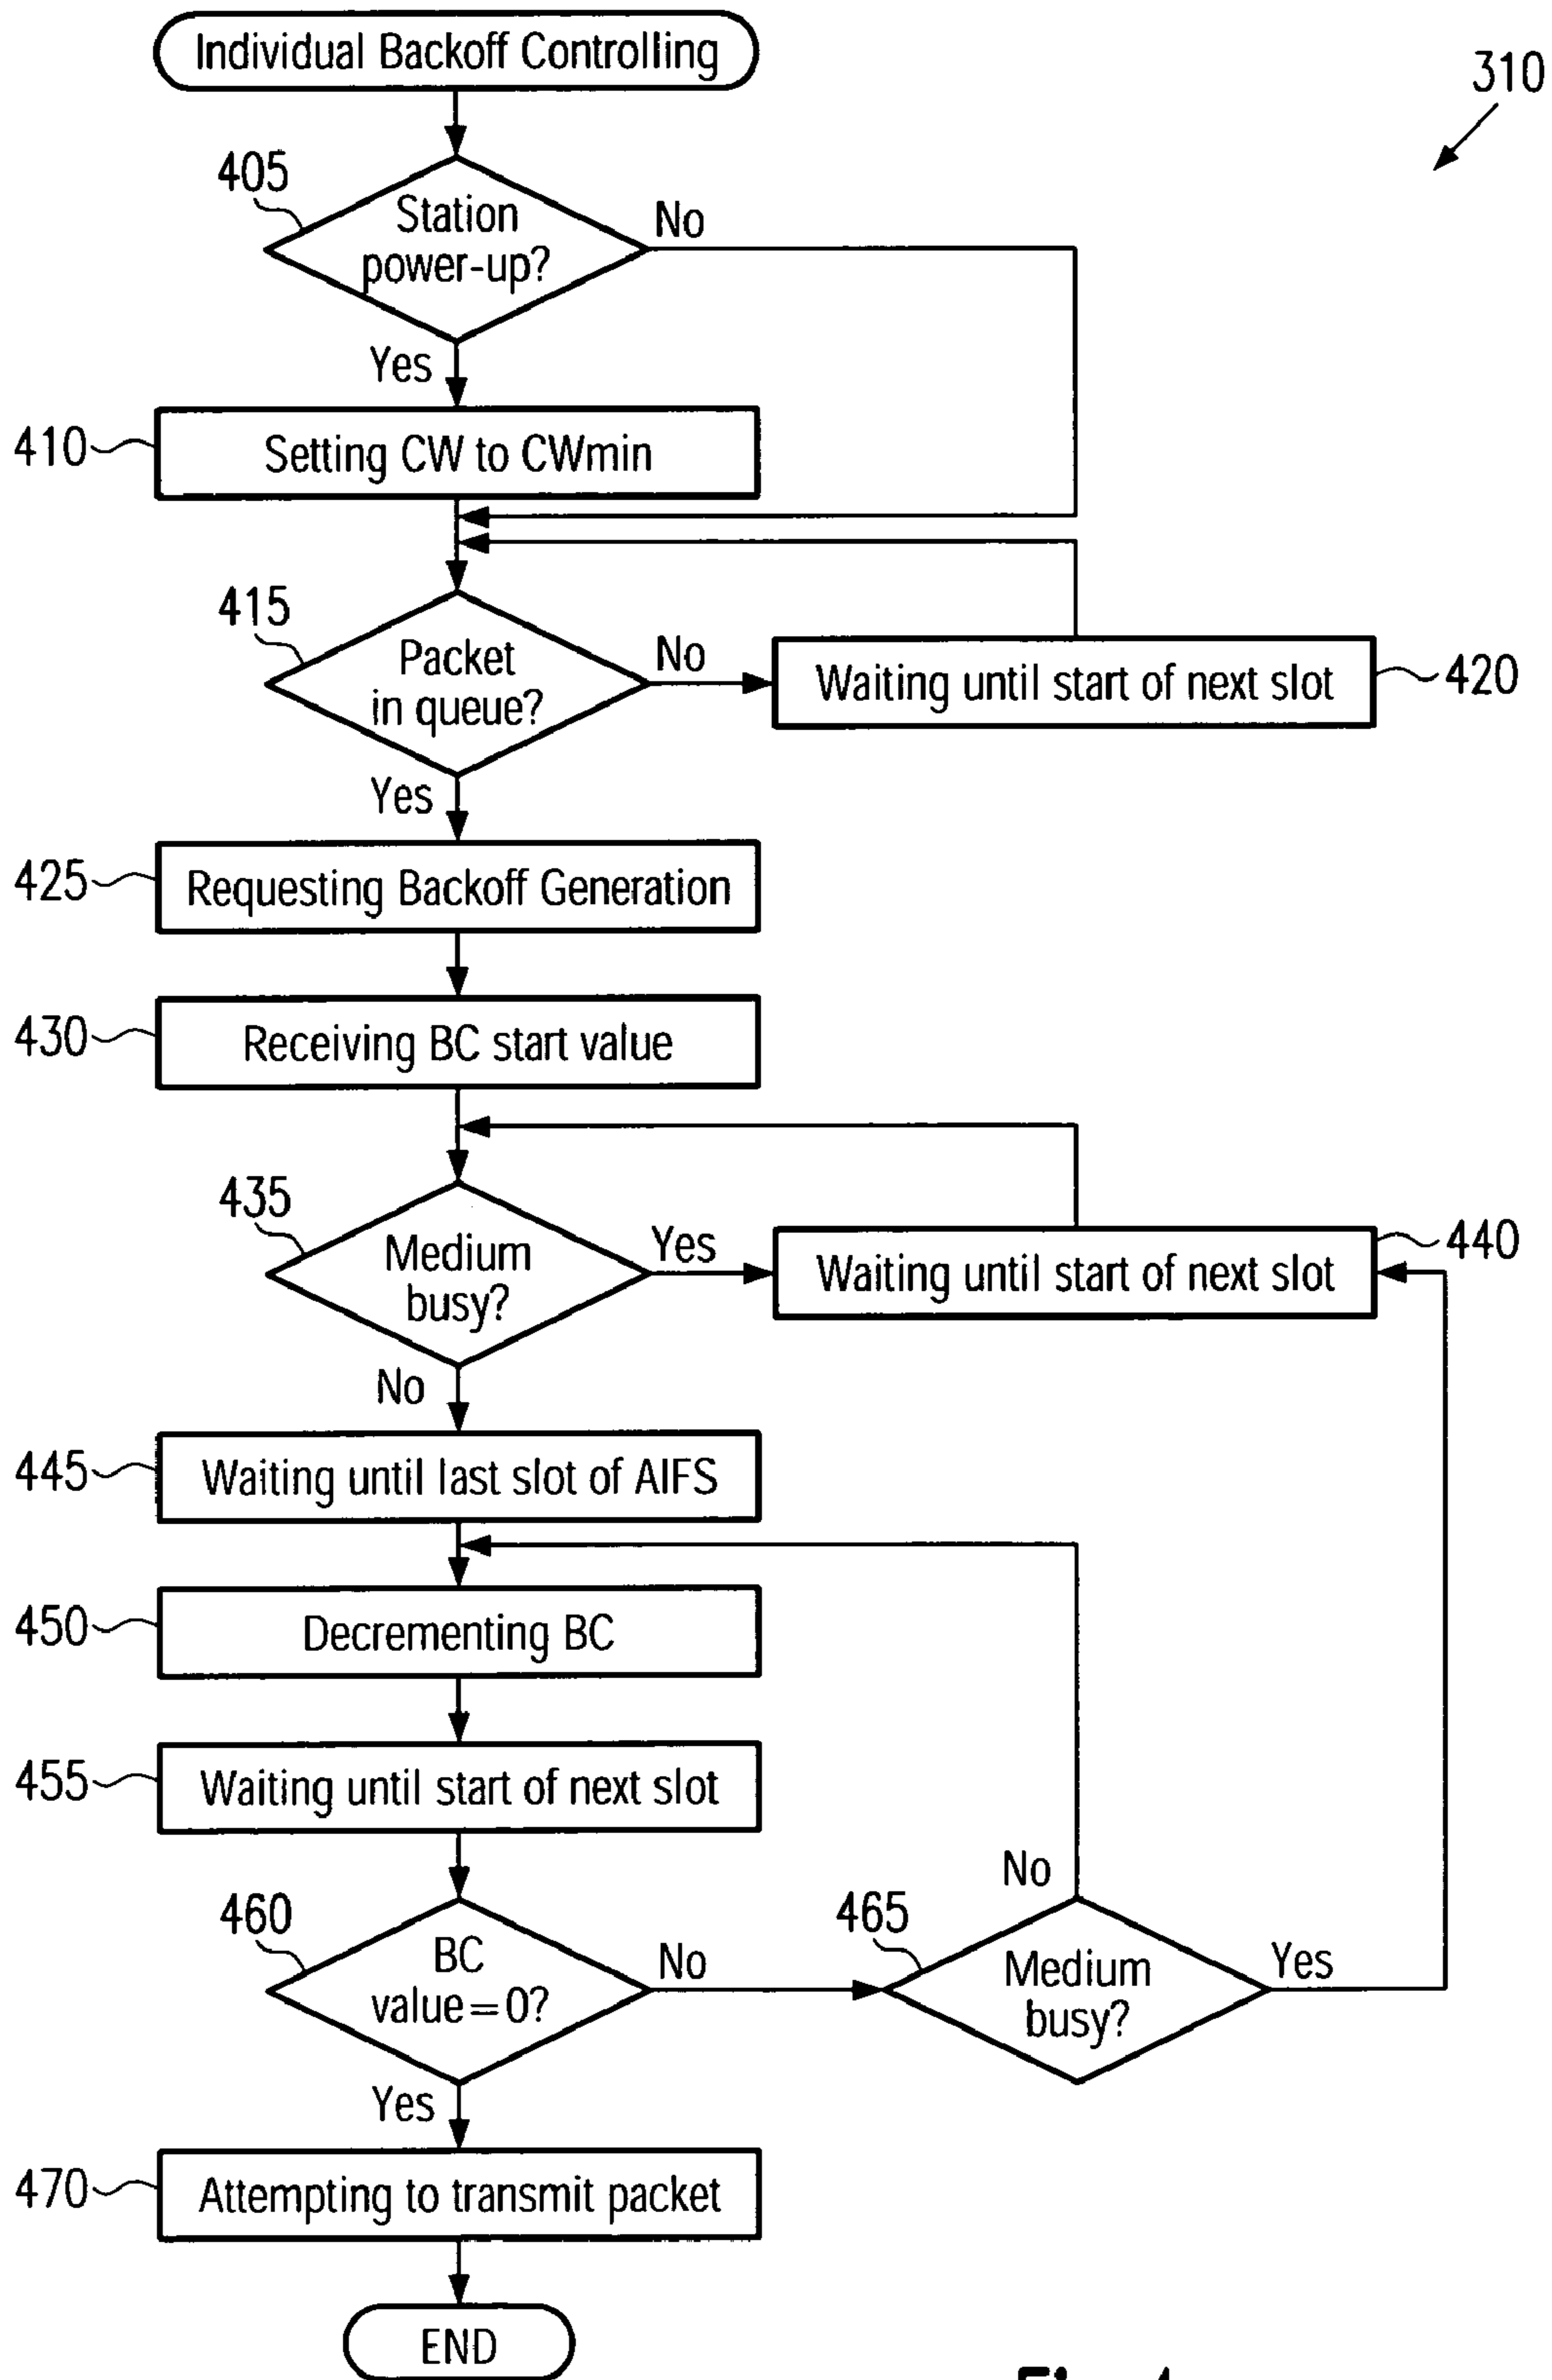 Individual Backoff Controlling
310
405
Station
power-up?
No
Yes
410
Setting CW to CWmin
415
Packet
in queue?
No
Waiting until start of next slot
420
Yes
425
Requesting Backoff Generation
430
Receiving BC start value
435
Medium
busy?
Yes
Waiting until start of next slot
440
No
445
Waiting until last slot of AIFS
450
Decrementing BC
455
Waiting until start of next slot
460
BC
value=0?
No
465
Medium
busy?
No
Yes
Yes
470
Attempting to transmit packet
END